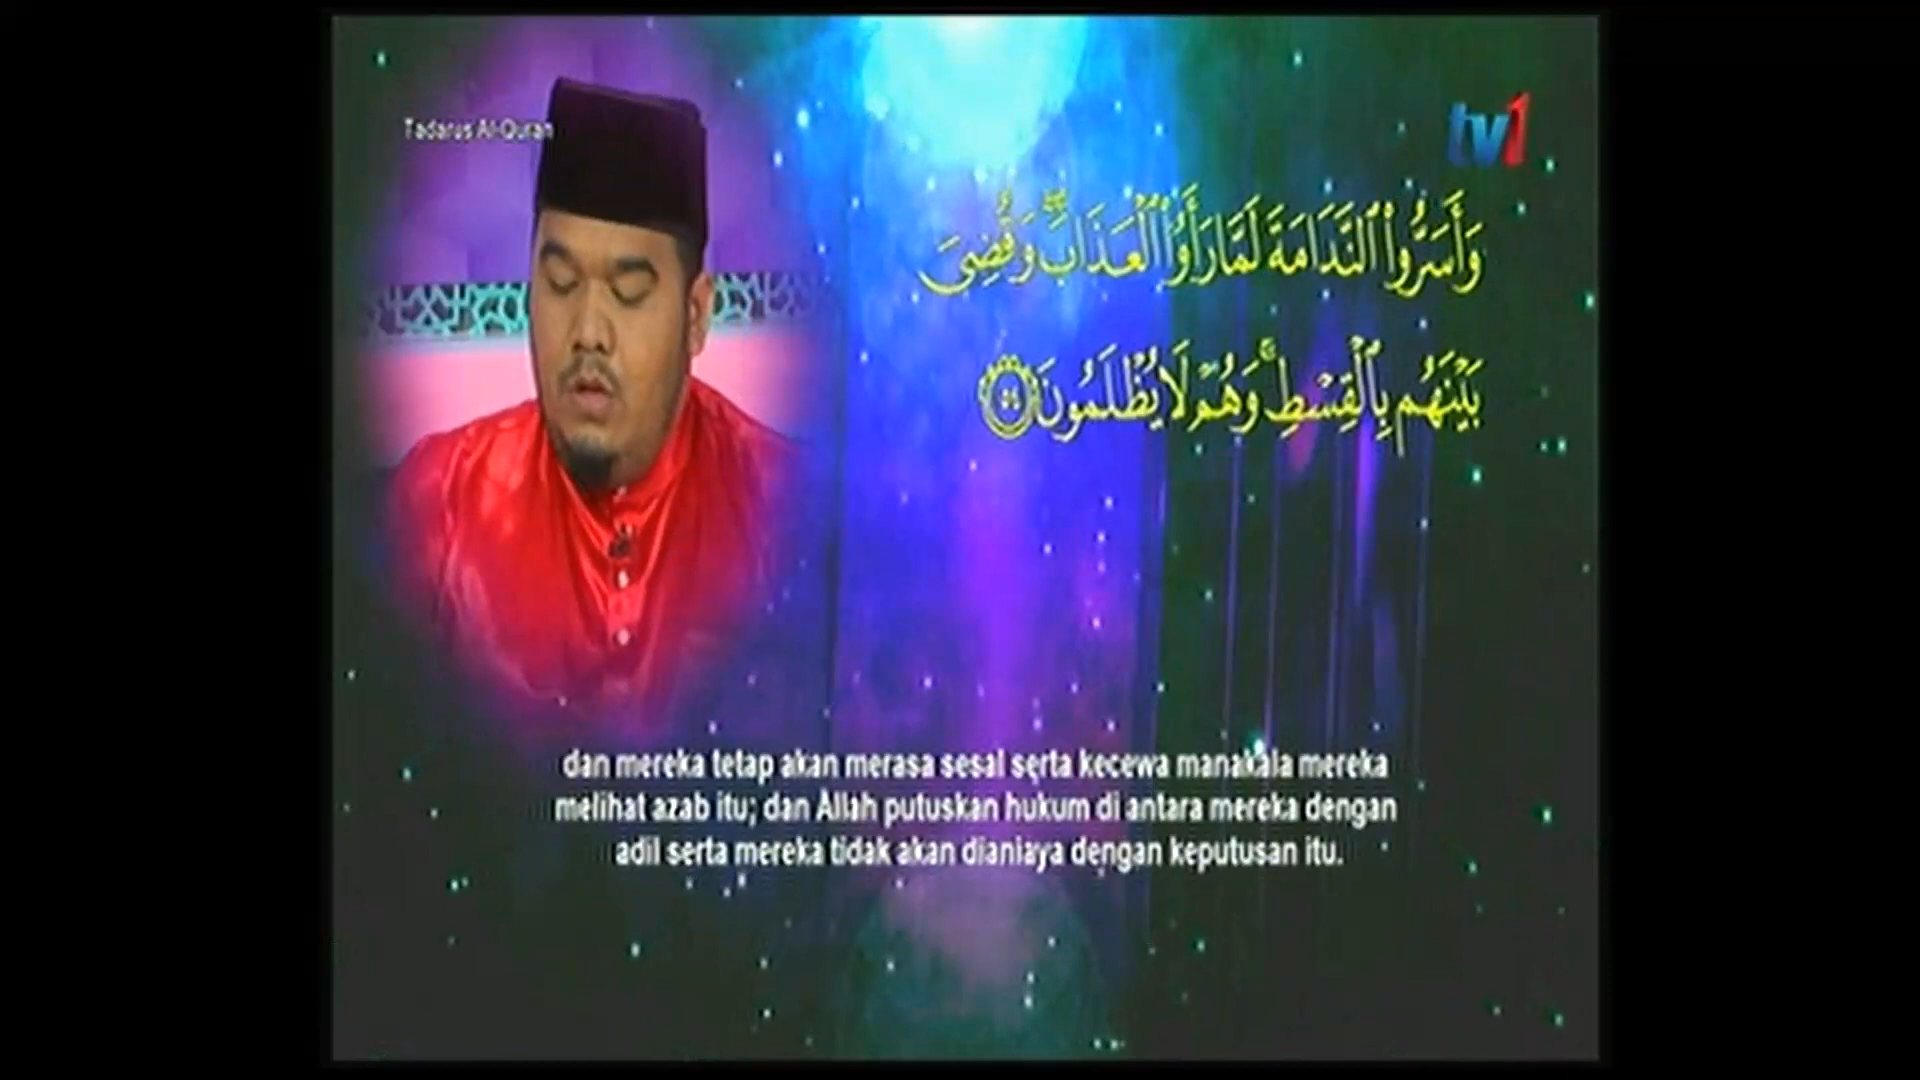 Tadarus Al-Quran
tv1
وَأَسَرُّوا۟ ٱلنَّدَامَةَ لَمَّا رَأَوُا۟ ٱلْعَذَابَ ۖ وَقُضِىَ
بَيْنَهُم بِٱلْقِسْطِ ۚ وَهُمْ لَا يُظْلَمُونَ ٥٤
dan mereka tetap akan merasa sesal serta kecewa manakala mereka
melihat azab itu; dan Allah putuskan hukum di antara mereka dengan
adil serta mereka tidak akan dianiaya dengan keputusan itu.